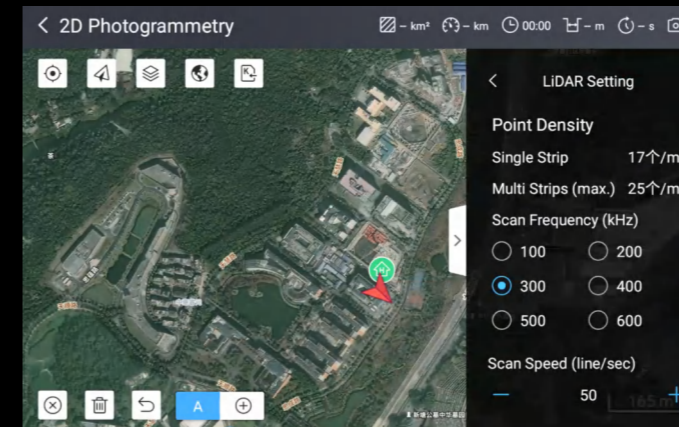 2D Photogrammetry
– km² – km 00:00 – m – s
LiDAR Setting
Point Density
Single Strip 17个/m
Multi Strips (max.) 25个/m
Scan Frequency (kHz)
100 200
300 400
500 600
Scan Speed (line/sec)
50
165 m
H
A